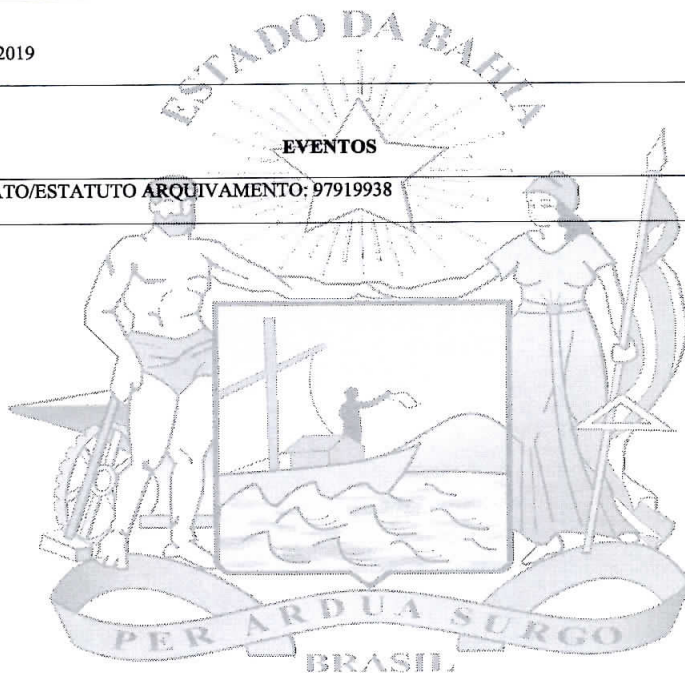 2019
ESTADO DA BAHIA
EVENTOS
ATO/ESTATUTO ARQUIVAMENTO: 97919938
PER ARDUA SURGO
BRASIL